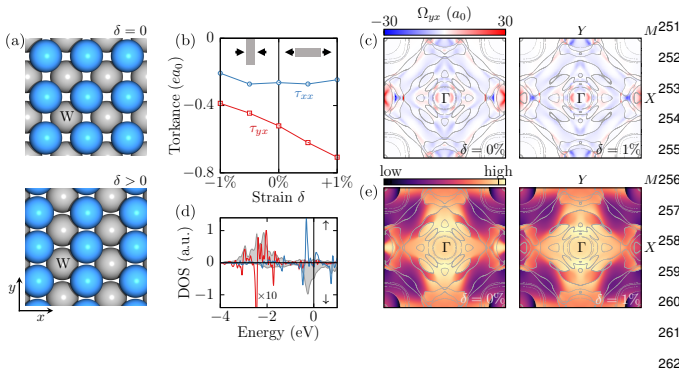 (a)
δ = 0
W
δ > 0
W
y
x
(b)
Torkance (ea₀)
0
−0.4
−0.8
τxx
τyx
−1%
0%
+1%
Strain δ
(d)
DOS (a.u.)
1
0
1
↑
↓
×10
−4
−2
0
Energy (eV)
(c)
−30
Ωyx (a₀)
30
Y
M
Γ
Γ
X
δ = 0%
δ = 1%
(e)
low
high
Γ
Y
M
Γ
Γ
X
δ = 0%
δ = 1%
251
252
253
254
255
256
257
258
259
260
261
262